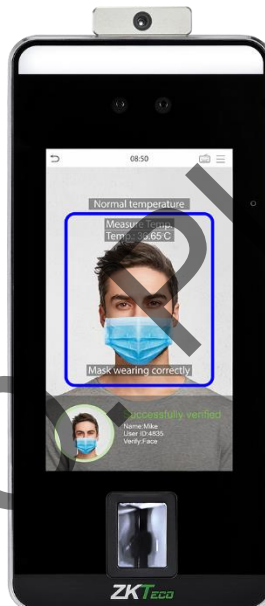 08:50
Normal temperature
Measure Temp.
Temp.: 36.65°C
Mask wearing correctly
Successfully verified
Name:Mike
User ID:4835
Verify:Face
ZKTECO